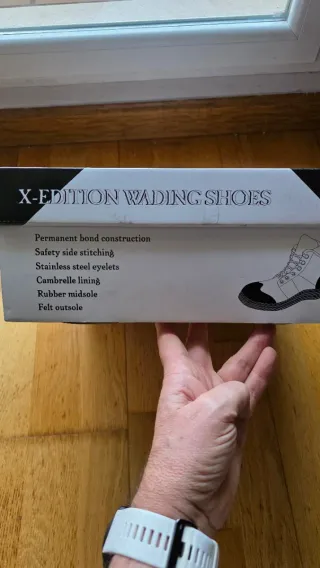 X-EDITION WADING SHOES
Permanent bond construction
Safety side stitching
Stainless steel eyelets
Cambrelle lining
Rubber midsole
Felt outsole